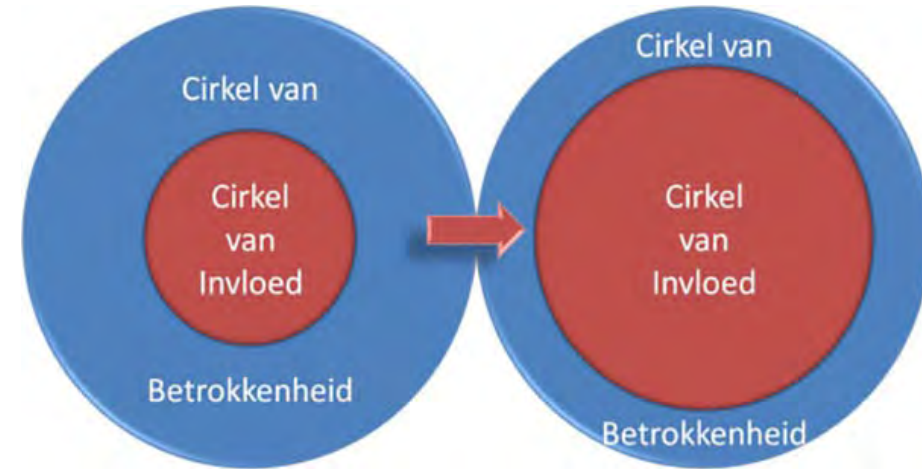 Cirkel van
Cirkel
van
Invloed
Betrokkenheid
Cirkel van
Cirkel
van
Invloed
Betrokkenheid